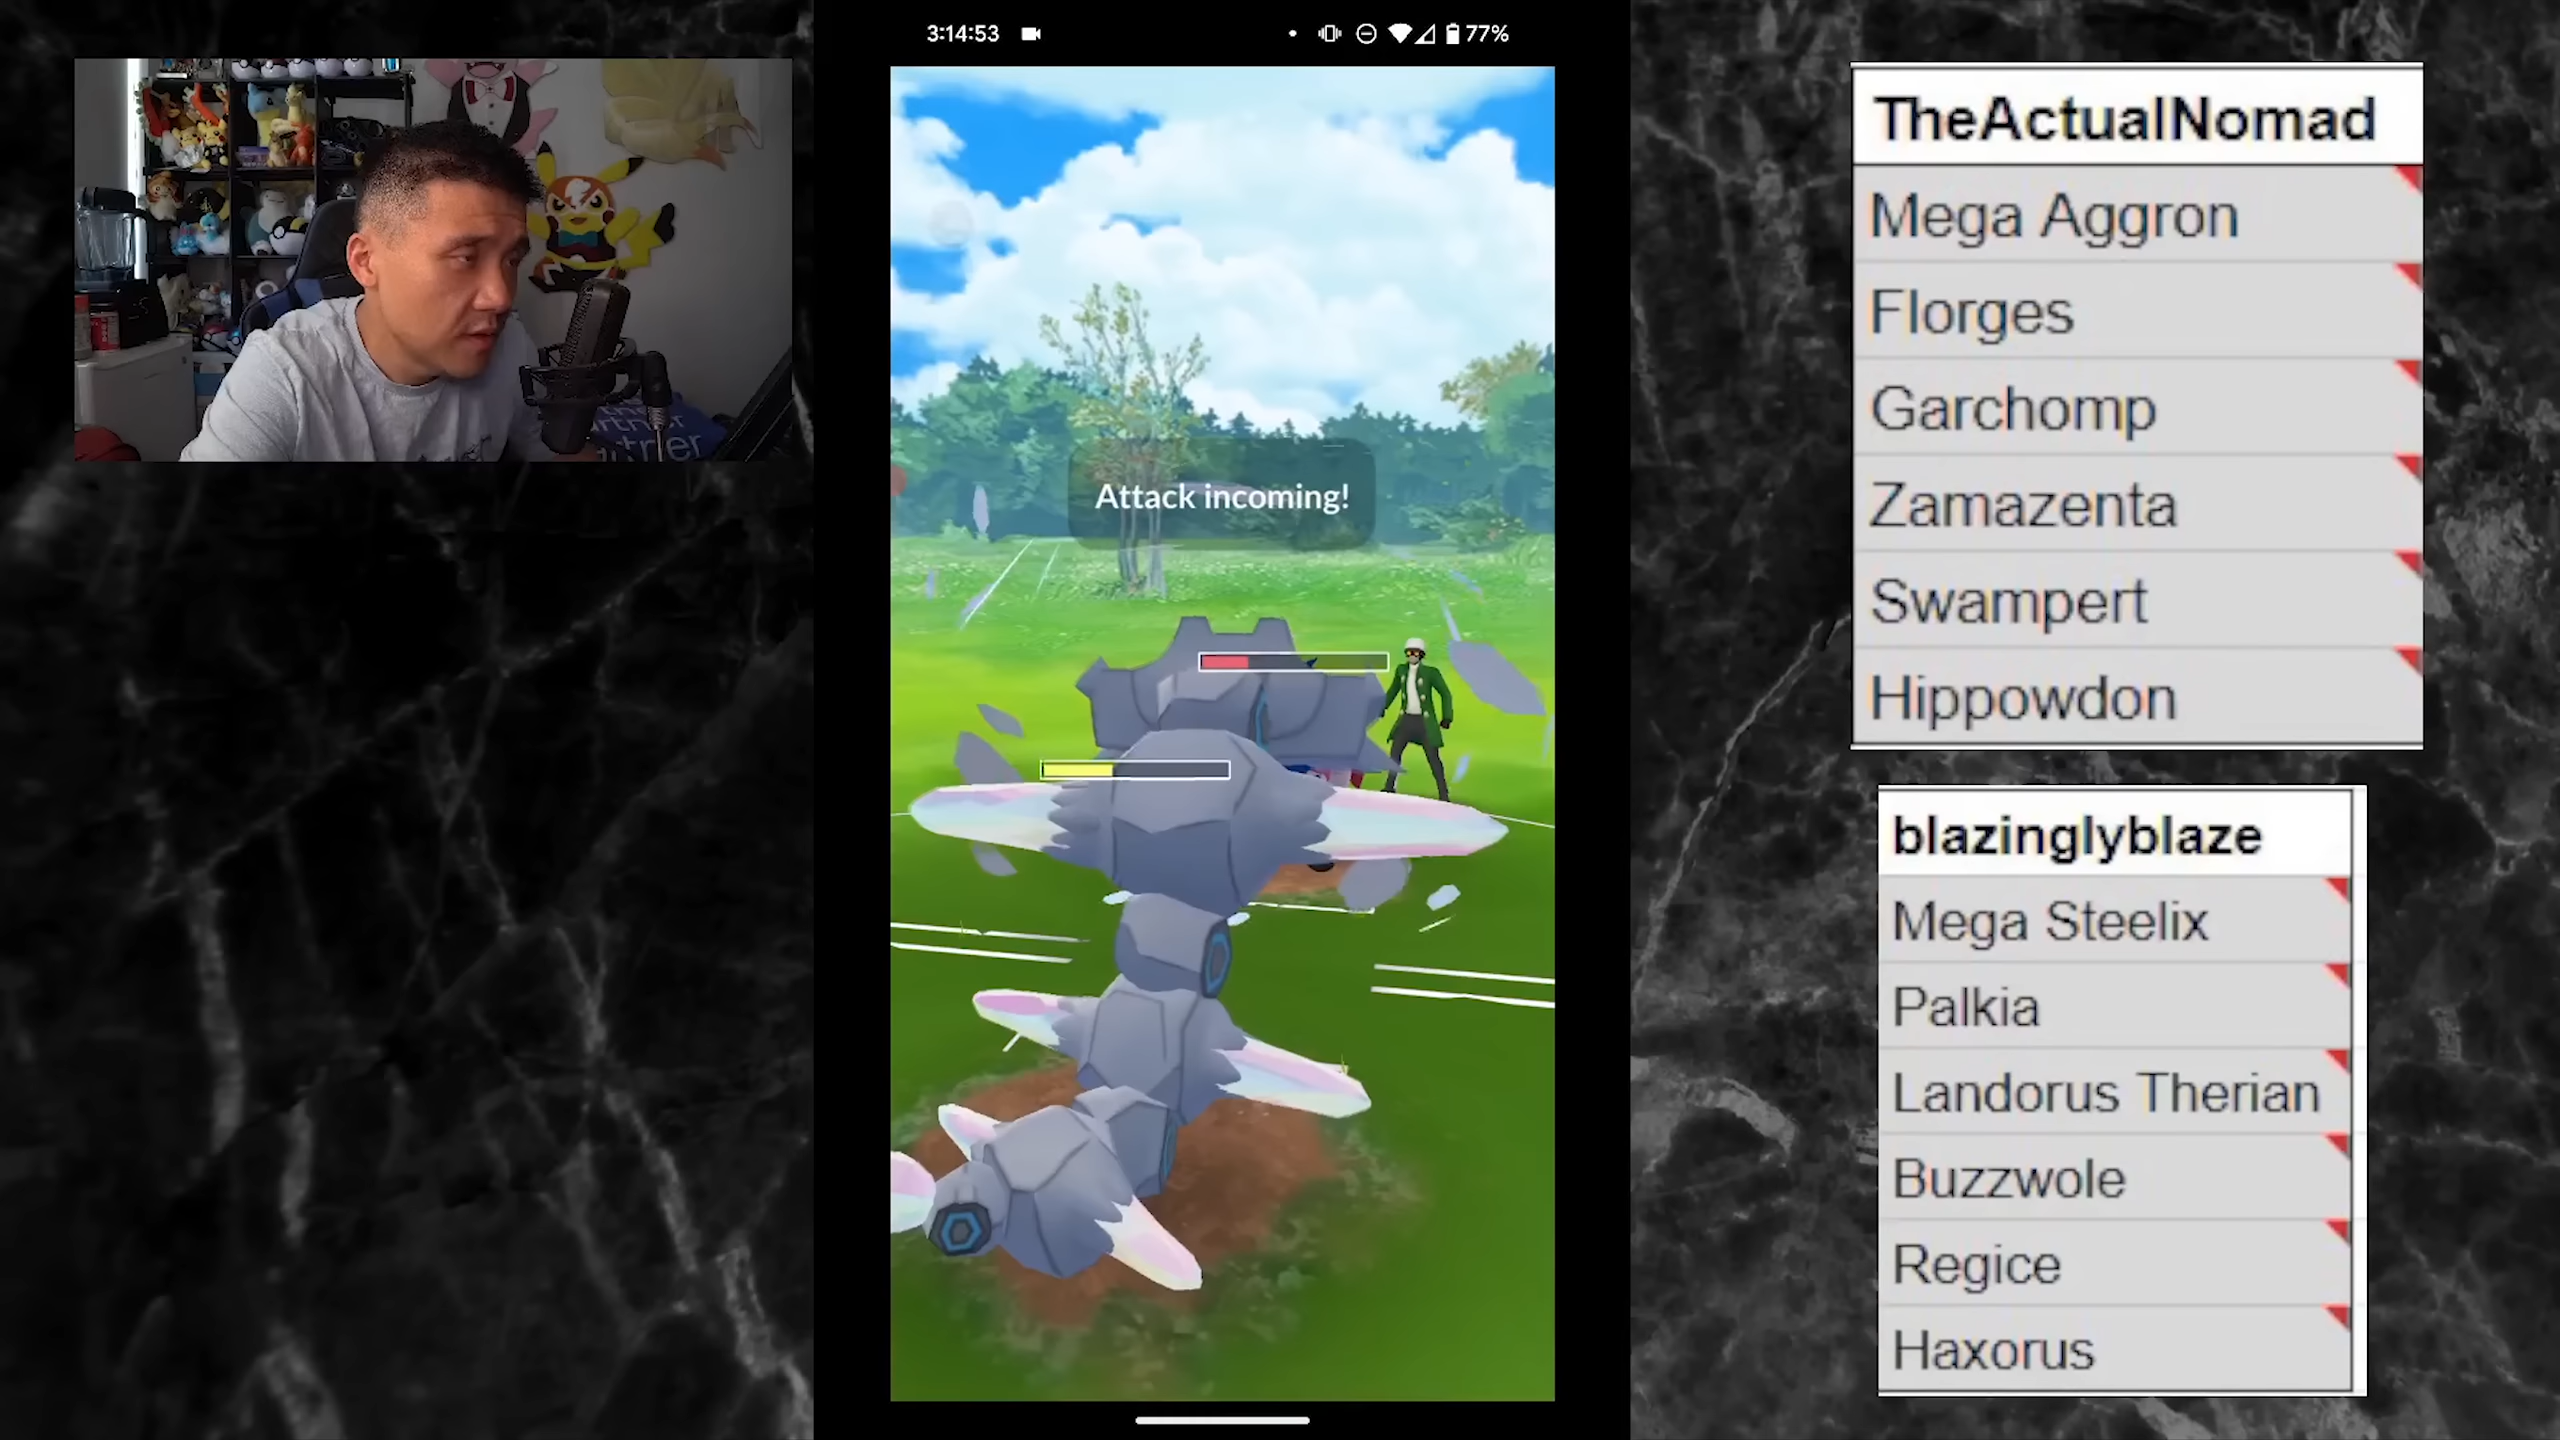 3:14:53
77%
Attack incoming!
TheActualNomad
Mega Aggron
Florges
Garchomp
Zamazenta
Swampert
Hippowdon
blazinglyblaze
Mega Steelix
Palkia
Landorus Therian
Buzzwole
Regice
Haxorus